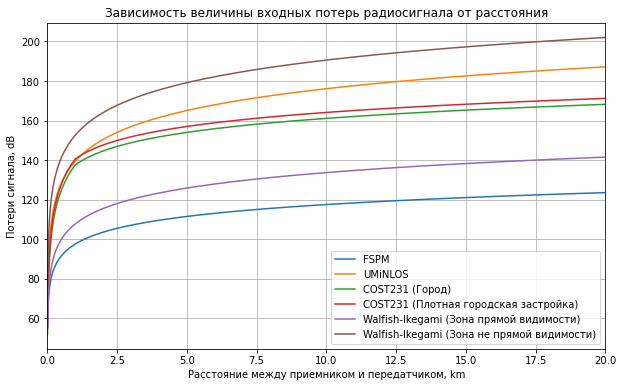 Зависимость величины входных потерь радиосигнала от расстояния
Потери сигнала, dB
200
180
160
140
120
100
80
60
FSPM
UMiNLOS
COST231 (Город)
COST231 (Плотная городская застройка)
Walfish-Ikegami (Зона прямой видимости)
Walfish-Ikegami (Зона не прямой видимости)
0.0 2.5 5.0 7.5 10.0 12.5 15.0 17.5 20.0
Расстояние между приемником и передатчиком, km